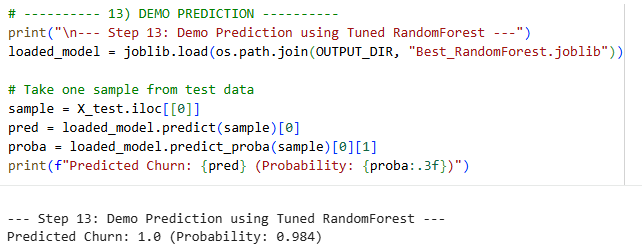 # ---------- 13) DEMO PREDICTION ----------
print("\n--- Step 13: Demo Prediction using Tuned RandomForest ---")
loaded_model = joblib.load(os.path.join(OUTPUT_DIR, "Best_RandomForest.joblib"))
# Take one sample from test data
sample = X_test.iloc[[0]]
pred = loaded_model.predict(sample)[0]
proba = loaded_model.predict_proba(sample)[0][1]
print(f"Predicted Churn: {pred} (Probability: {proba:.3f})")
--- Step 13: Demo Prediction using Tuned RandomForest ---
Predicted Churn: 1.0 (Probability: 0.984)